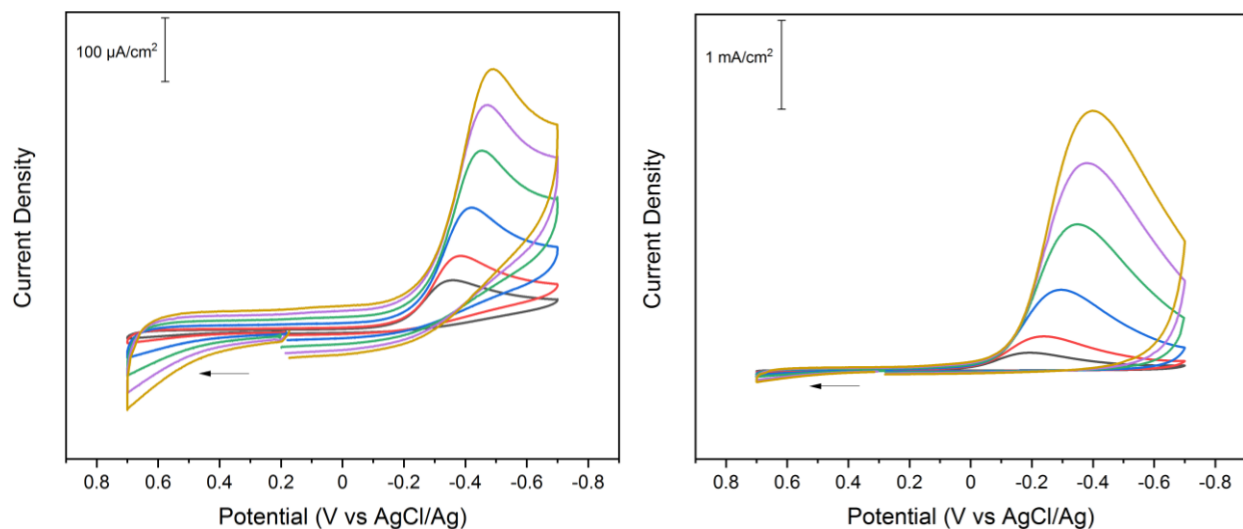 100 µA/cm²
Current Density
0.8 0.6 0.4 0.2 0 -0.2 -0.4 -0.6 -0.8
Potential (V vs AgCl/Ag)
1 mA/cm²
Current Density
0.8 0.6 0.4 0.2 0 -0.2 -0.4 -0.6 -0.8
Potential (V vs AgCl/Ag)